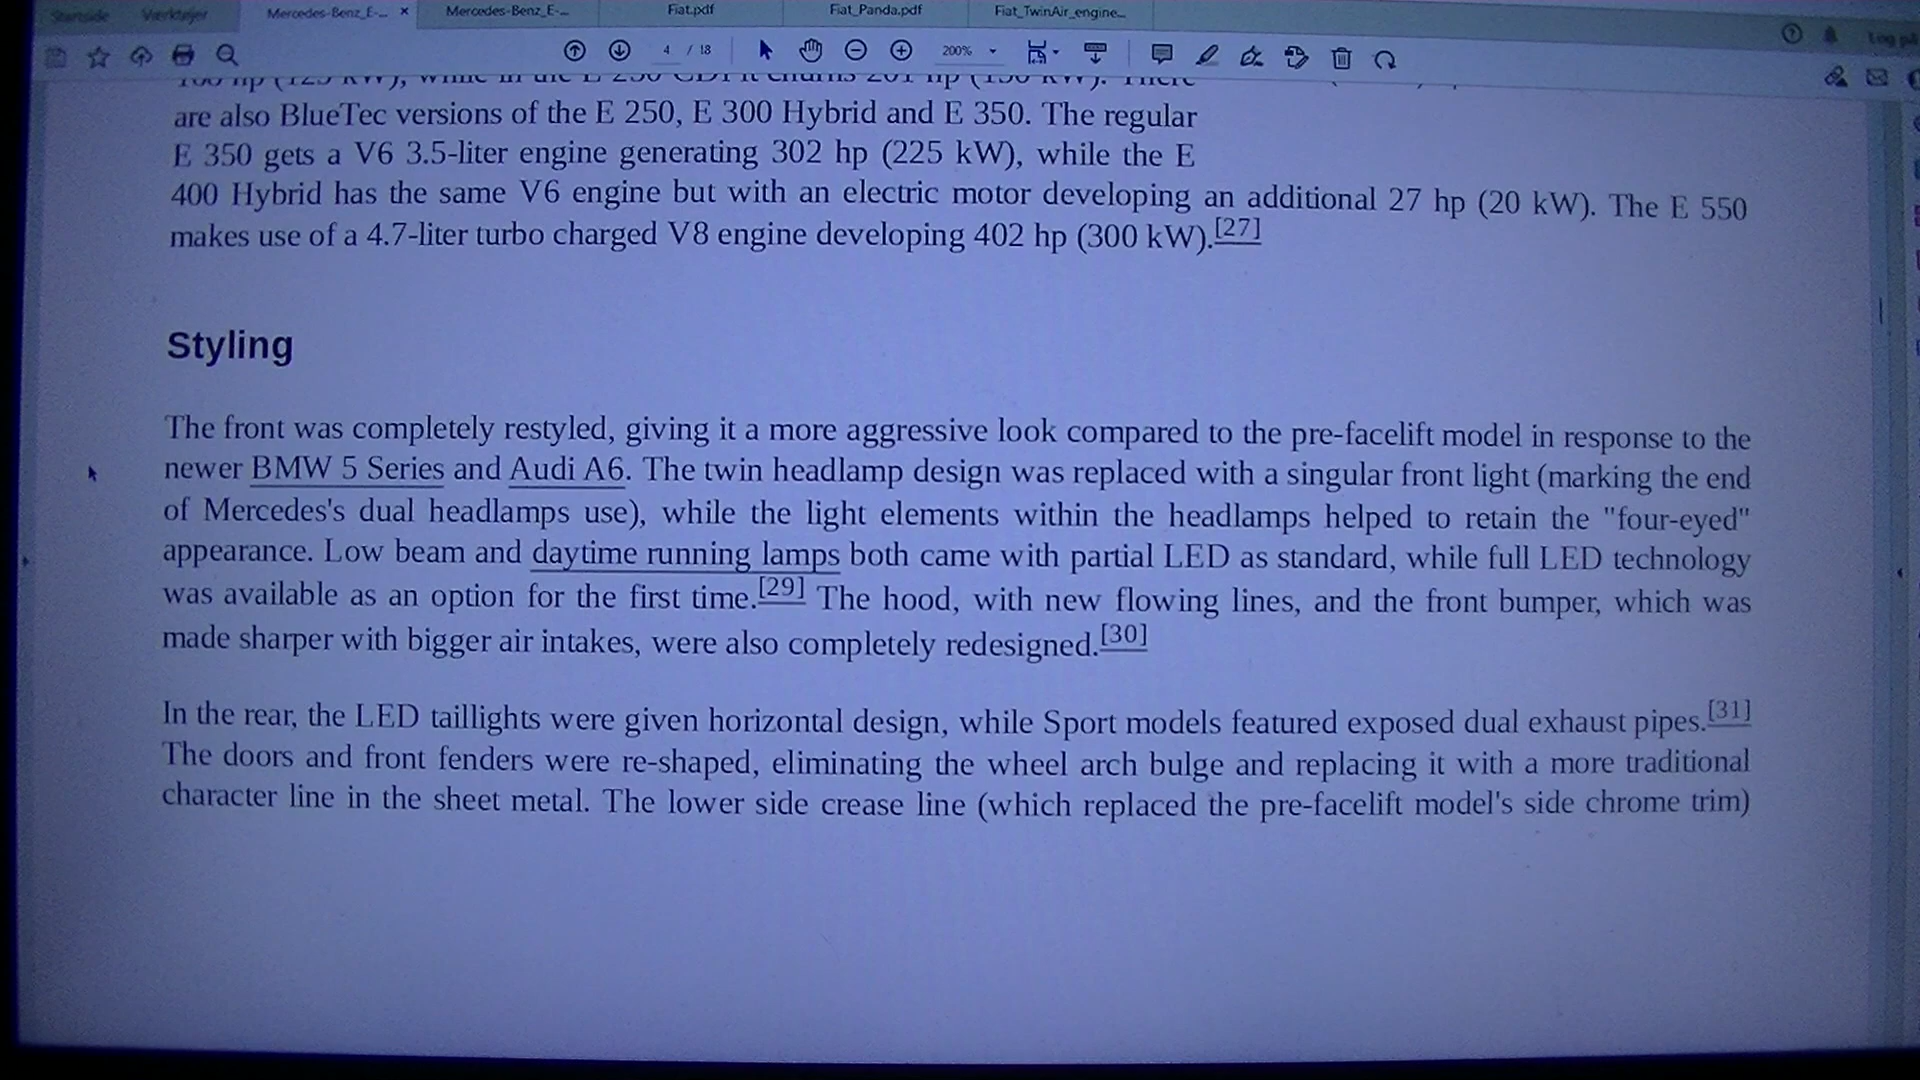 Startside Værktøjer Mercedes-Benz_E-... × Mercedes-Benz_E-... Fiat.pdf Fiat_Panda.pdf Fiat_TwinAir_engine...
Log på
4 / 18 200%
are also BlueTec versions of the E 250, E 300 Hybrid and E 350. The regular
E 350 gets a V6 3.5-liter engine generating 302 hp (225 kW), while the E
400 Hybrid has the same V6 engine but with an electric motor developing an additional 27 hp (20 kW). The E 550
makes use of a 4.7-liter turbo charged V8 engine developing 402 hp (300 kW).[27]
Styling
The front was completely restyled, giving it a more aggressive look compared to the pre-facelift model in response to the
newer BMW 5 Series and Audi A6. The twin headlamp design was replaced with a singular front light (marking the end
of Mercedes's dual headlamps use), while the light elements within the headlamps helped to retain the "four-eyed"
appearance. Low beam and daytime running lamps both came with partial LED as standard, while full LED technology
was available as an option for the first time.[29] The hood, with new flowing lines, and the front bumper, which was
made sharper with bigger air intakes, were also completely redesigned.[30]
In the rear, the LED taillights were given horizontal design, while Sport models featured exposed dual exhaust pipes.[31]
The doors and front fenders were re-shaped, eliminating the wheel arch bulge and replacing it with a more traditional
character line in the sheet metal. The lower side crease line (which replaced the pre-facelift model's side chrome trim)